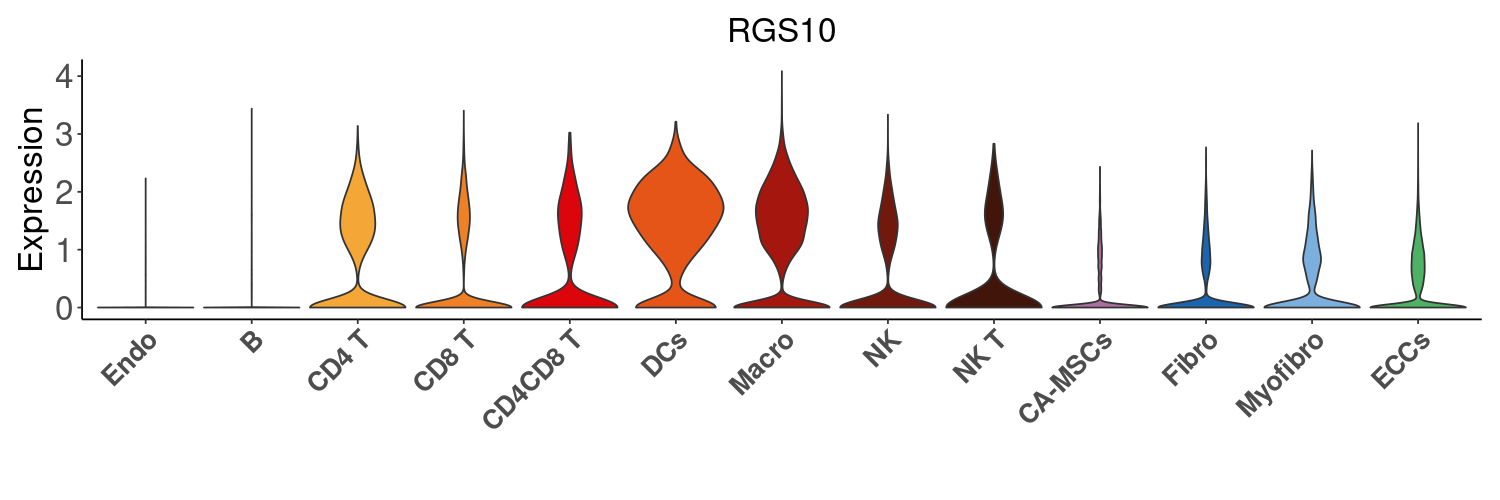 RGS10
Expression
4
3
2
1
0
Endo
B
CD4 T
CD8 T
CD4CD8 T
DCs
Macro
NK
NK T
CA-MSCs
Fibro
Myofibro
ECCs